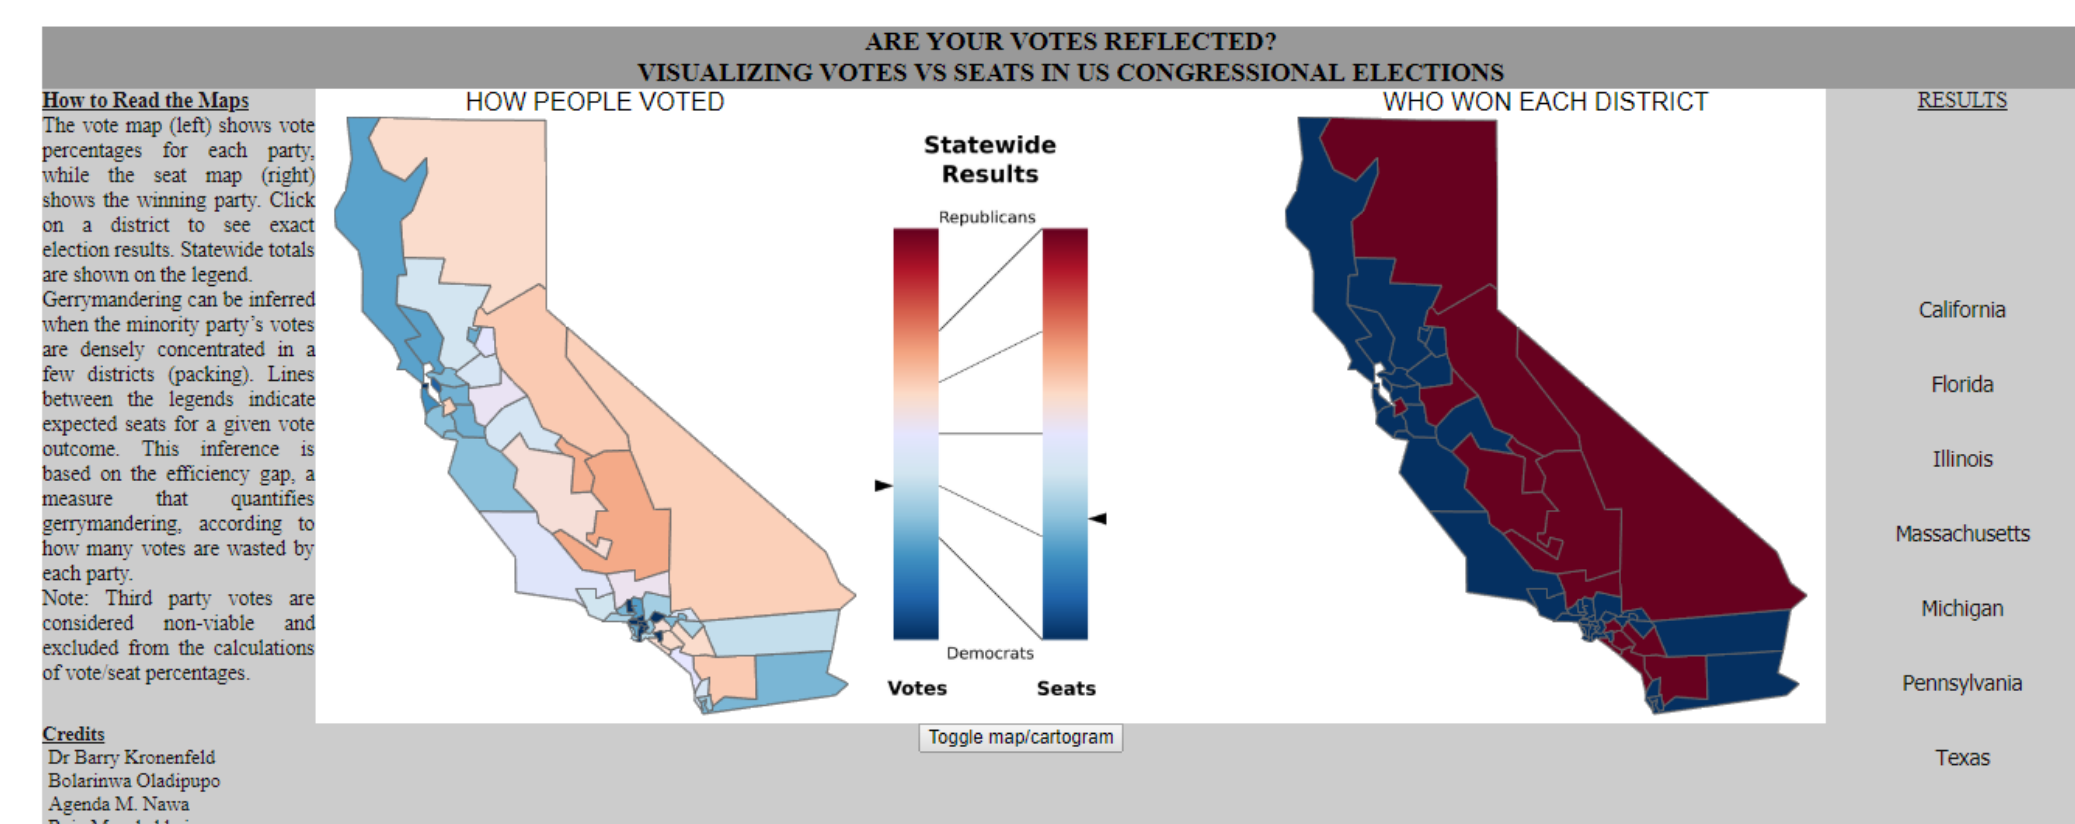 ARE YOUR VOTES REFLECTED?
VISUALIZING VOTES VS SEATS IN US CONGRESSIONAL ELECTIONS
How to Read the Maps
The vote map (left) shows vote
percentages for each party,
while the seat map (right)
shows the winning party. Click
on a district to see exact
election results. Statewide totals
are shown on the legend.
Gerrymandering can be inferred
when the minority party's votes
are densely concentrated in a
few districts (packing). Lines
between the legends indicate
expected seats for a given vote
outcome. This inference is
based on the efficiency gap, a
measure that quantifies
gerrymandering, according to
how many votes are wasted by
each party.
Note: Third party votes are
considered non-viable and
excluded from the calculations
of vote/seat percentages.
Credits
Dr Barry Kronenfeld
Bolarinwa Oladipupo
Agenda M. Nawa
HOW PEOPLE VOTED
Statewide
Results
Republicans
Democrats
Votes Seats
WHO WON EACH DISTRICT
Toggle map/cartogram
RESULTS
California
Florida
Illinois
Massachusetts
Michigan
Pennsylvania
Texas